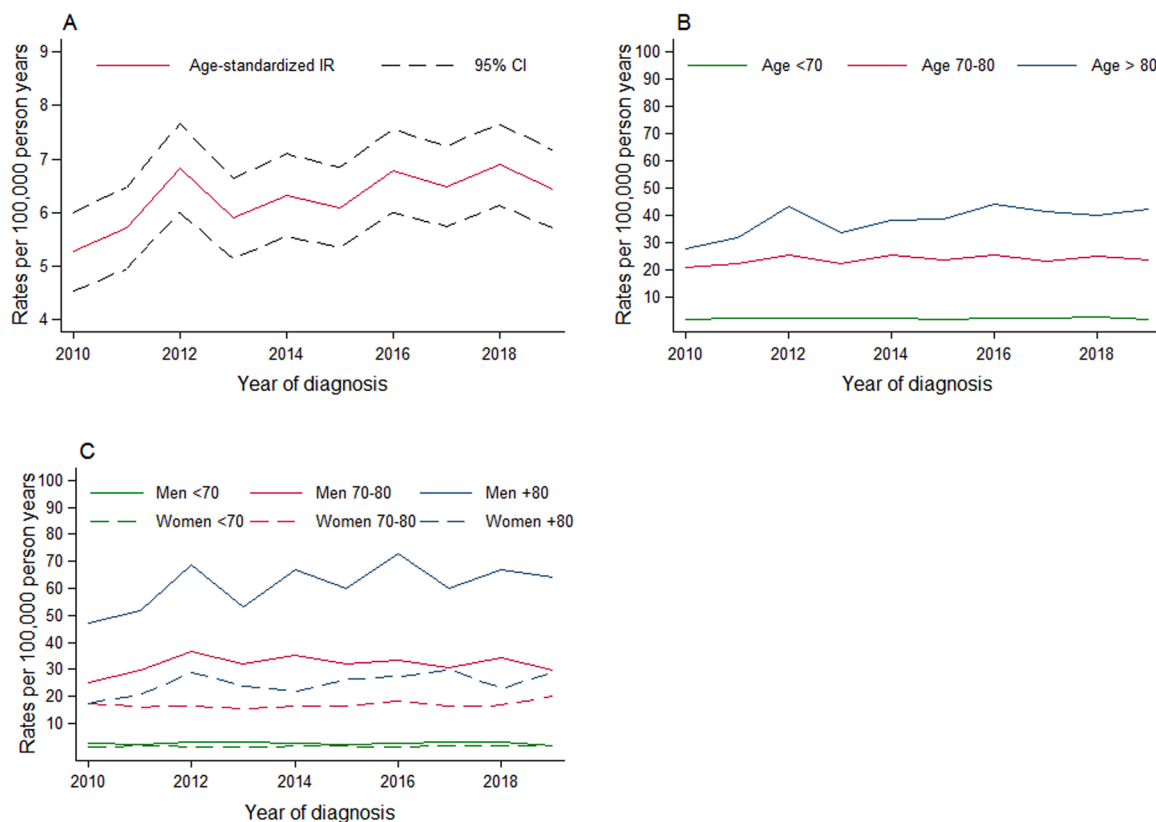 A
Rates per 100,000 person years
9
8
7
6
5
4
Age-standardized IR
95% CI
2010
2012
2014
2016
2018
Year of diagnosis
B
Rates per 100,000 person years
100
90
80
70
60
50
40
30
20
10
Age <70
Age 70-80
Age > 80
2010
2012
2014
2016
2018
Year of diagnosis
C
Rates per 100,000 person years
100
90
80
70
60
50
40
30
20
10
Men <70
Men 70-80
Men +80
Women <70
Women 70-80
Women +80
2010
2012
2014
2016
2018
Year of diagnosis